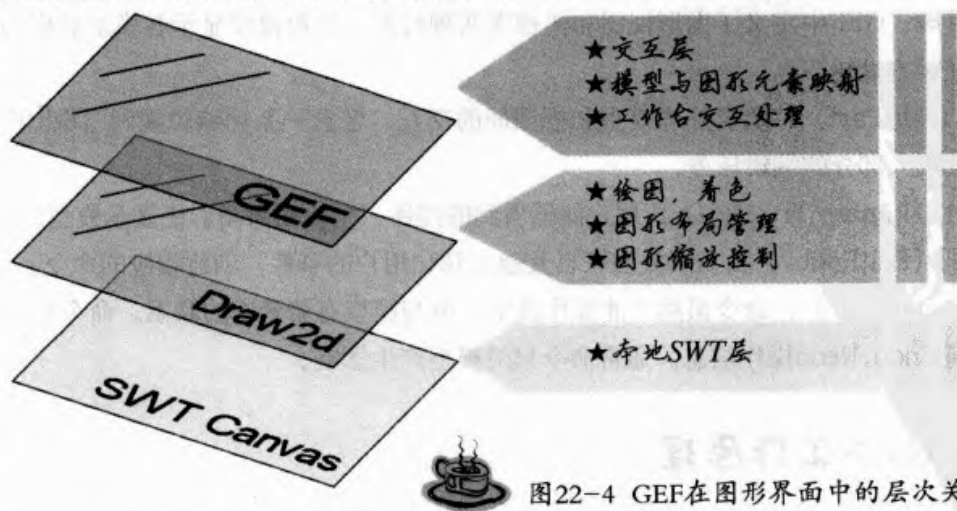 ★交互层
★模型与图形元素映射
★工作台交互处理
GEF
★绘图,着色
★图形布局管理
★图形缩放控制
Draw2d
★本地SWT层
SWT Canvas
图22-4 GEF在图形界面中的层次关